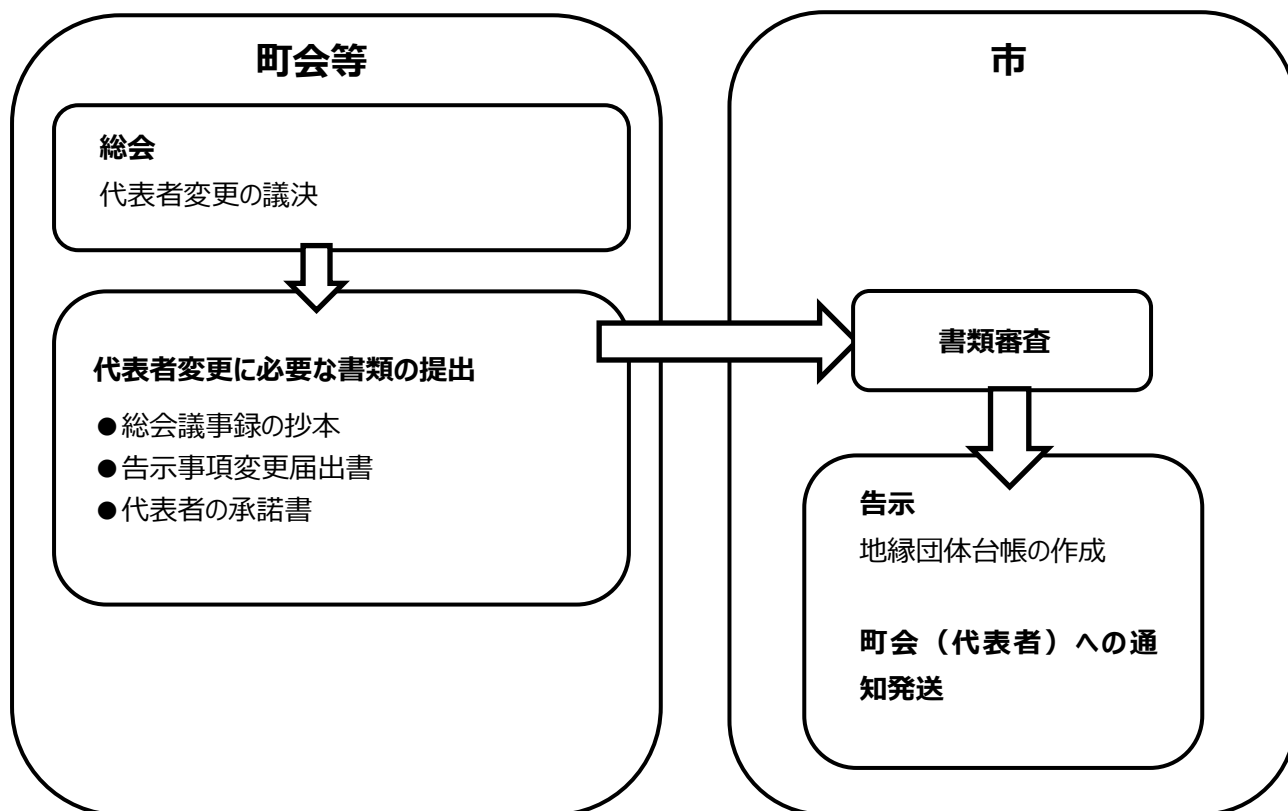 町会等
総会
代表者変更の議決
代表者変更に必要な書類の提出
●総会議事録の抄本
●告示事項変更届出書
●代表者の承諾書
市
書類審査
告示
地縁団体台帳の作成
町会（代表者）への通
知発送